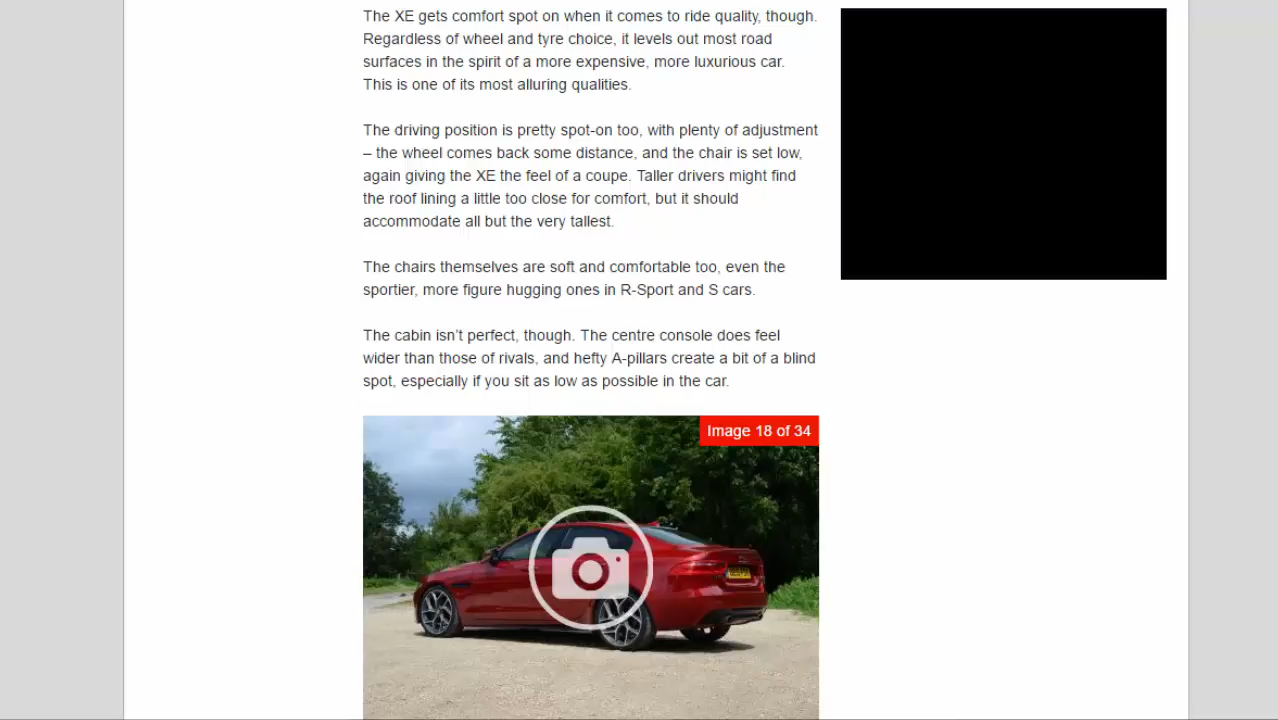 The XE gets comfort spot on when it comes to ride quality, though.
Regardless of wheel and tyre choice, it levels out most road
surfaces in the spirit of a more expensive, more luxurious car.
This is one of its most alluring qualities.
The driving position is pretty spot-on too, with plenty of adjustment
– the wheel comes back some distance, and the chair is set low,
again giving the XE the feel of a coupe. Taller drivers might find
the roof lining a little too close for comfort, but it should
accommodate all but the very tallest.
The chairs themselves are soft and comfortable too, even the
sportier, more figure hugging ones in R-Sport and S cars.
The cabin isn’t perfect, though. The centre console does feel
wider than those of rivals, and hefty A-pillars create a bit of a blind
spot, especially if you sit as low as possible in the car.
Image 18 of 34